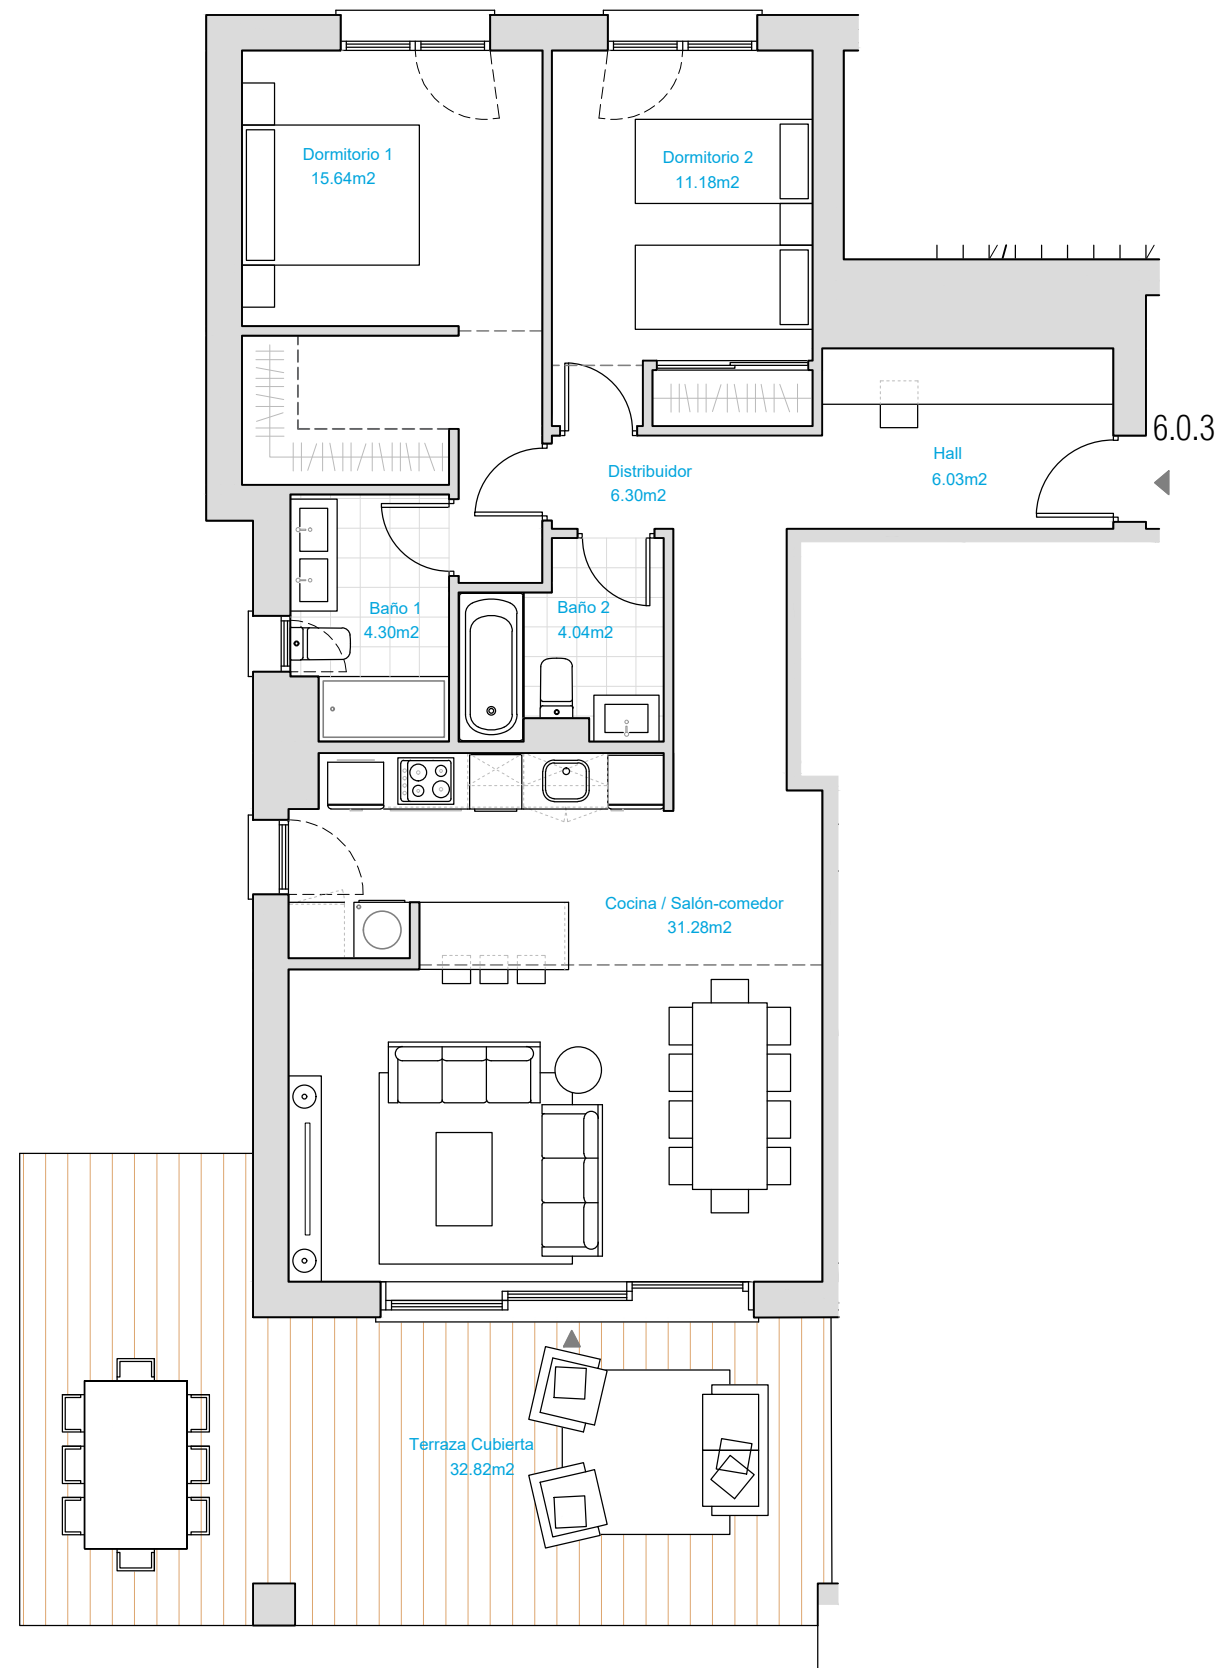 Dormitorio 1
15.64m2
Dormitorio 2
11.18m2
6.0.3
Hall
6.03m2
Distribuidor
6.30m2
Baño 1
4.30m2
Baño 2
4.04m2
Cocina / Salón-comedor
31.28m2
Terraza Cubierta
32.82m2